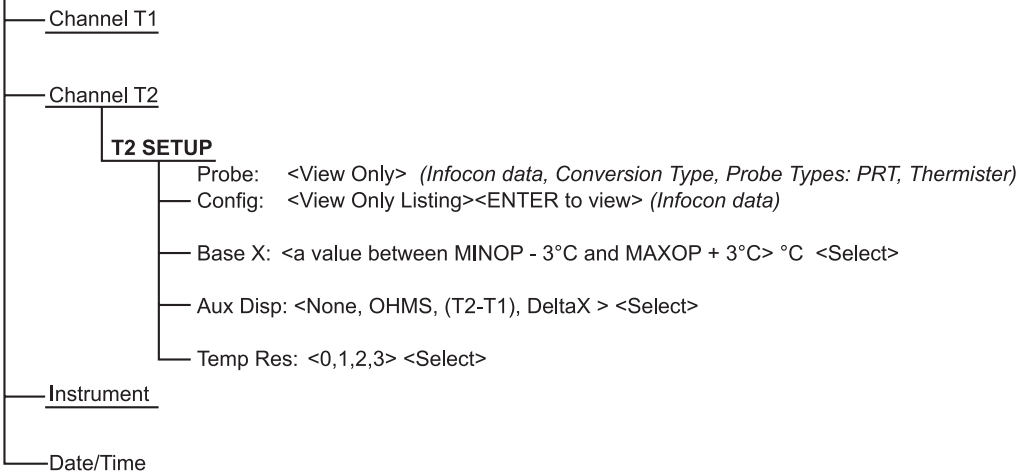 Channel T1
Channel T2
T2 SETUP
Probe: <View Only> (Infocon data, Conversion Type, Probe Types: PRT, Thermister)
Config: <View Only Listing><ENTER to view> (Infocon data)
Base X: <a value between MINOP - 3°C and MAXOP + 3°C> °C <Select>
Aux Disp: <None, OHMS, (T2-T1), DeltaX > <Select>
Temp Res: <0,1,2,3> <Select>
Instrument
Date/Time